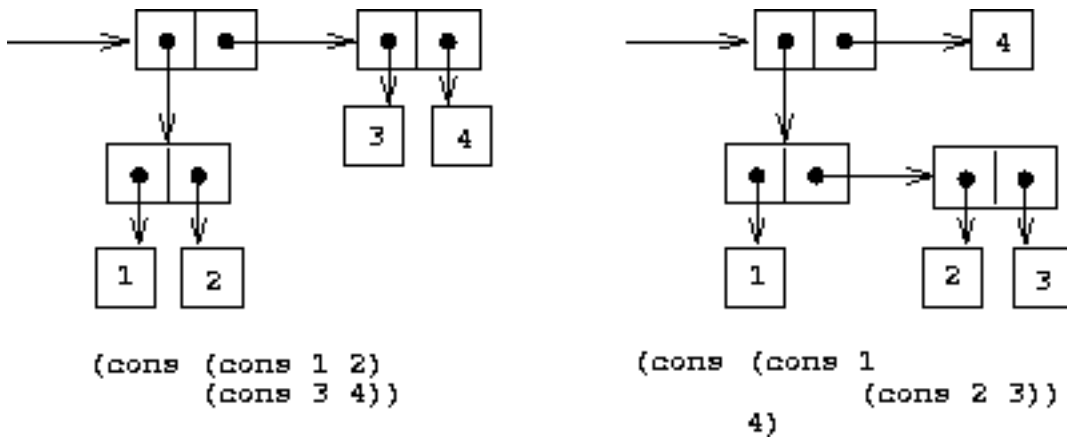 4
3 4
1 2
1 2 3
(cons (cons 1 2)
(cons 3 4))
(cons (cons 1
(cons 2 3))
4)